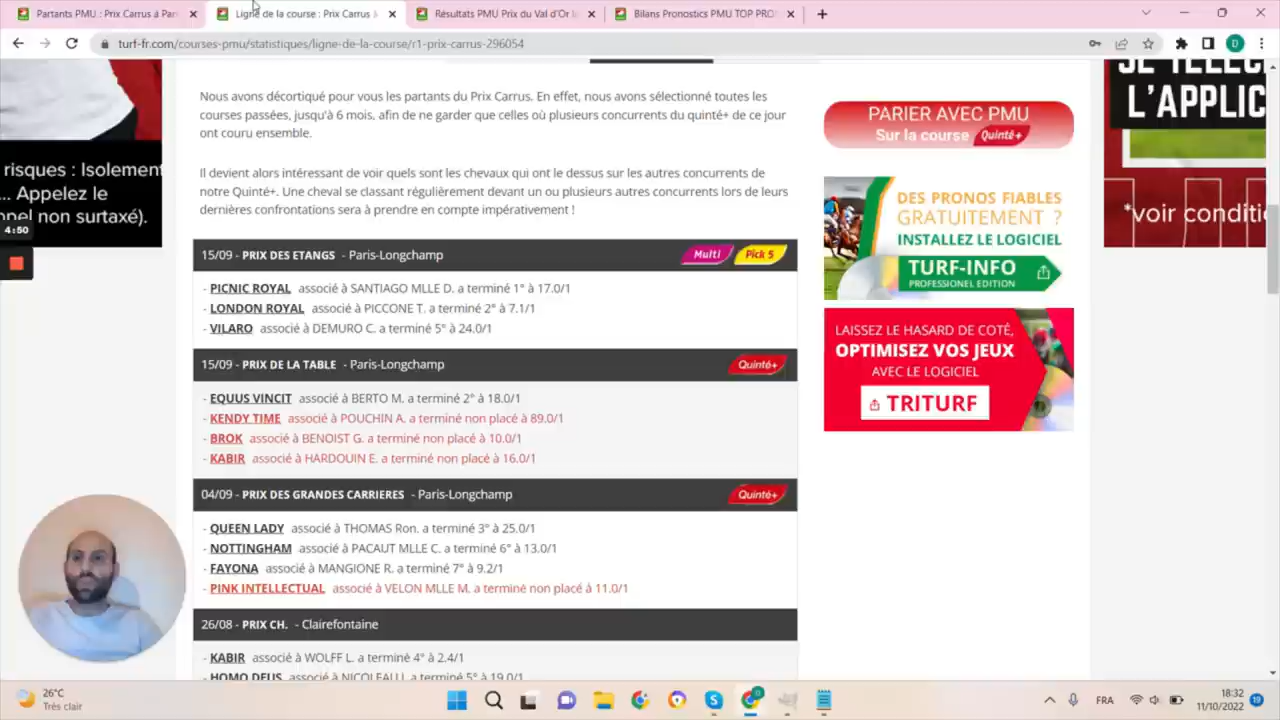 Partants PMU : Prix Carrus à Par
Ligne de la course : Prix Carrus à
Résultats PMU Prix du Val d'Or le
Bilans Pronostics PMU TOP PRO
turf-fr.com/courses-pmu/statistiques/ligne-de-la-course/r1-prix-carrus-296054
D
risques : Isolement
... Appelez le
ppel non surtaxé).
4:50
Nous avons décortiqué pour vous les partants du Prix Carrus. En effet, nous avons sélectionné toutes les
courses passées, jusqu'à 6 mois, afin de ne garder que celles où plusieurs concurrents du quinté+ de ce jour
ont couru ensemble.
Il devient alors intéressant de voir quels sont les chevaux qui ont le dessus sur les autres concurrents de
notre Quinté+. Une cheval se classant régulièrement devant un ou plusieurs autres concurrents lors de leurs
dernières confrontations sera à prendre en compte impérativement !
15/09 - PRIX DES ETANGS - Paris-Longchamp Multi Pick 5
- PICNIC ROYAL associé à SANTIAGO MLLE D. a terminé 1° à 17.0/1
- LONDON ROYAL associé à PICCONE T. a terminé 2° à 7.1/1
- VILARO associé à DEMURO C. a terminé 5° à 24.0/1
15/09 - PRIX DE LA TABLE - Paris-Longchamp Quinté+
- EQUUS VINCIT associé à BERTO M. a terminé 2° à 18.0/1
- KENDY TIME associé à POUCHIN A. a terminé non placé à 89.0/1
- BROK associé à BENOIST G. a terminé non placé à 10.0/1
- KABIR associé à HARDOUIN E. a terminé non placé à 16.0/1
04/09 - PRIX DES GRANDES CARRIERES - Paris-Longchamp Quinté+
- QUEEN LADY associé à THOMAS Ron. a terminé 3° à 25.0/1
- NOTTINGHAM associé à PACAUT MLLE C. a terminé 6° à 13.0/1
- FAYONA associé à MANGIONE R. a terminé 7° à 9.2/1
- PINK INTELLECTUAL associé à VELON MLLE M. a terminé non placé à 11.0/1
26/08 - PRIX CH. - Clairefontaine
- KABIR associé à WOLFF L. a terminé 4° à 2.4/1
- HOMO DEUS associé à NICOLEAU L. a terminé 5° à 19.0/1
PARIER AVEC PMU
Sur la course Quinté+
DES PRONOS FIABLES
GRATUITEMENT ?
INSTALLEZ LE LOGICIEL
TURF-INFO
PROFESSIONEL EDITION
LAISSEZ LE HASARD DE COTÉ,
OPTIMISEZ VOS JEUX
AVEC LE LOGICIEL
TRITURF
JE TÉLÉC
L'APPLIC
*voir conditio
26°C
Très clair
FRA
18:32
11/10/2022
19